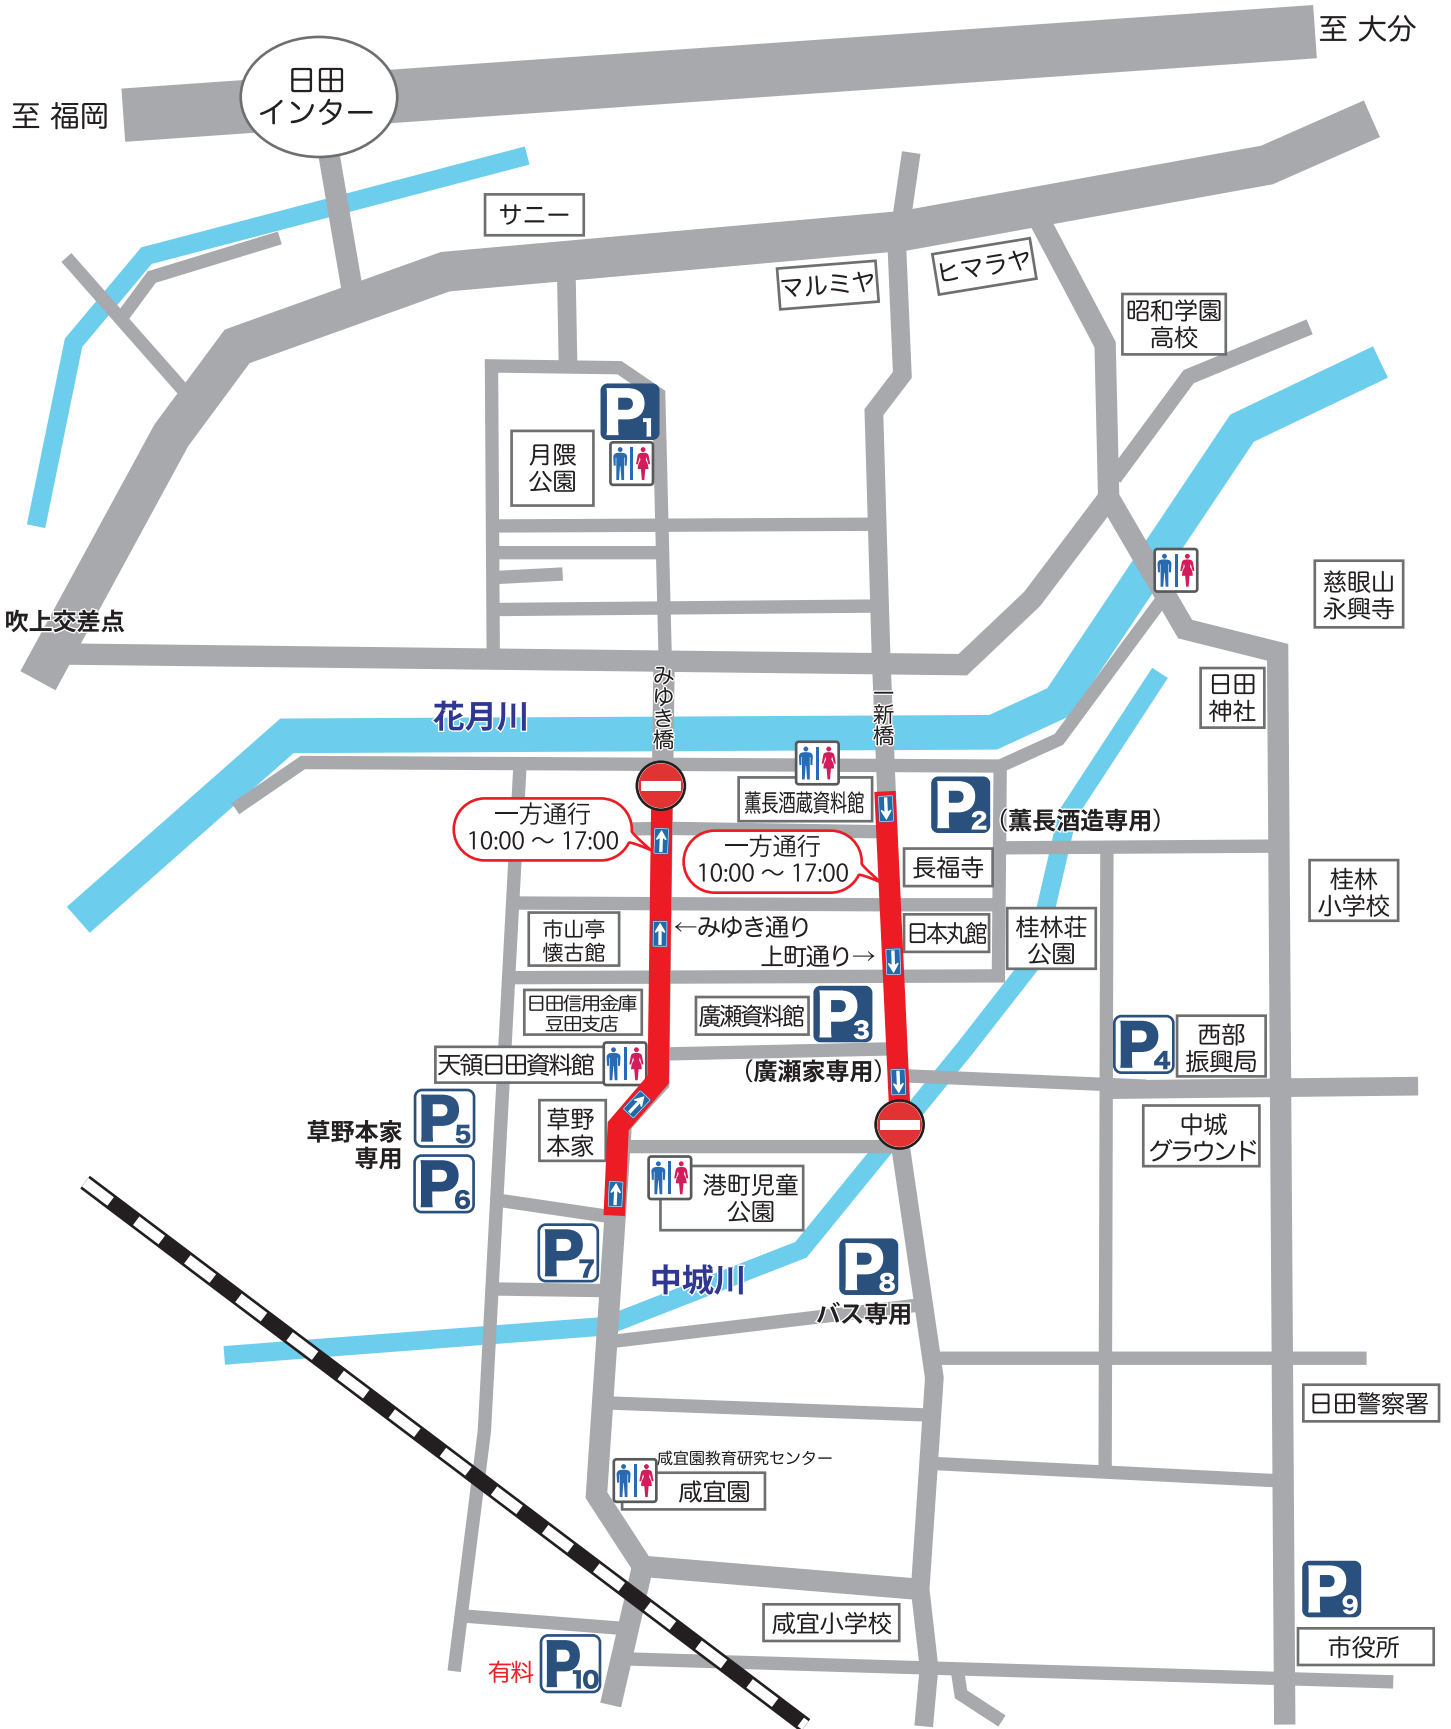 至 大分
日田
インター
至 福岡
サニー
マルミヤ
ヒマラヤ
昭和学園
高校
P1
月隈
公園
吹上交差点
慈眼山
永興寺
日田
神社
花月川
みゆき橋
一新橋
薫長酒蔵資料館
P2
（薫長酒造専用）
一方通行
10:00 〜 17:00
一方通行
10:00 〜 17:00
長福寺
桂林
小学校
市山亭
懐古館
←みゆき通り
上町通り→
日本丸館
桂林荘
公園
日田信用金庫
豆田支店
廣瀬資料館
P3
（廣瀬家専用）
P4
西部
振興局
天領日田資料館
草野本家
専用
P5
P6
草野
本家
中城
グラウンド
港町児童
公園
P7
中城川
P8
バス専用
日田警察署
咸宜園教育研究センター
咸宜園
P9
市役所
咸宜小学校
有料
P10